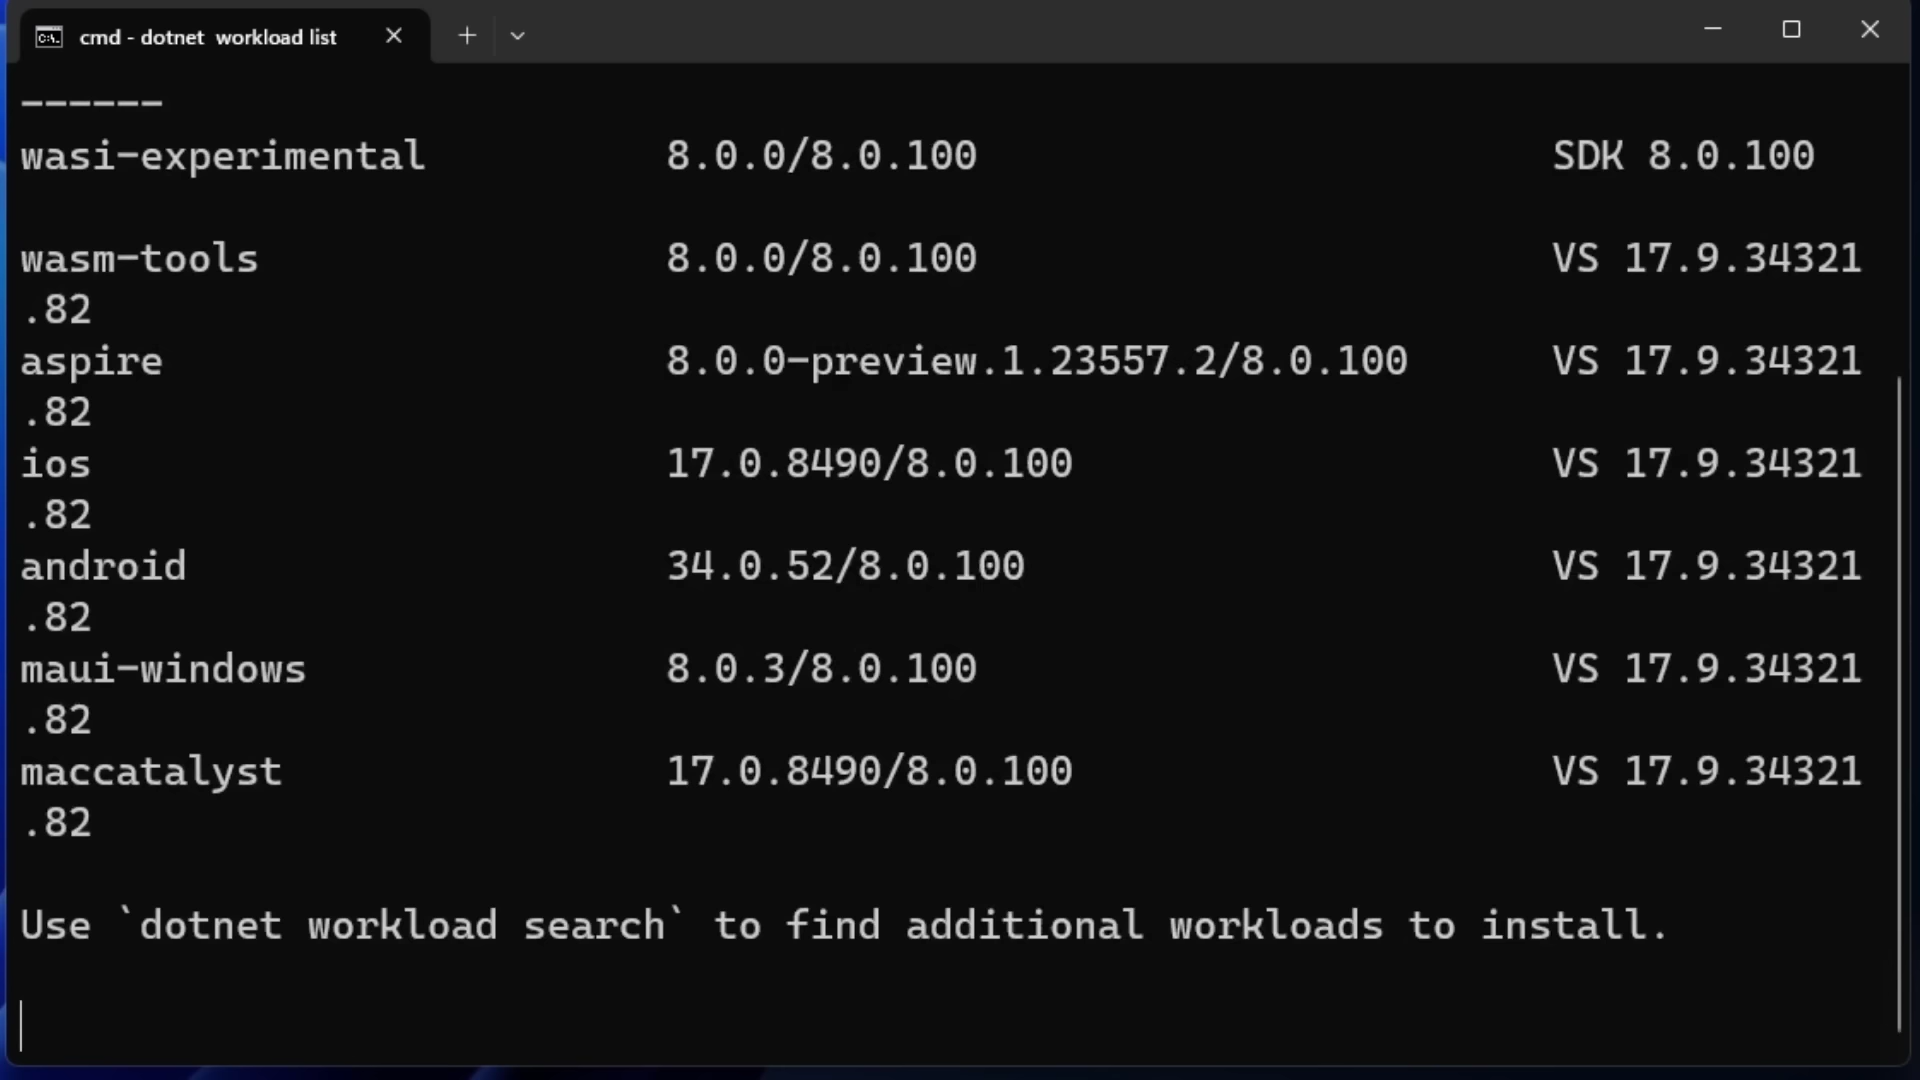 cmd - dotnet  workload list
------
wasi-experimental 8.0.0/8.0.100 SDK 8.0.100
wasm-tools 8.0.0/8.0.100 VS 17.9.34321
.82
aspire 8.0.0-preview.1.23557.2/8.0.100 VS 17.9.34321
.82
ios 17.0.8490/8.0.100 VS 17.9.34321
.82
android 34.0.52/8.0.100 VS 17.9.34321
.82
maui-windows 8.0.3/8.0.100 VS 17.9.34321
.82
maccatalyst 17.0.8490/8.0.100 VS 17.9.34321
.82
Use `dotnet workload search` to find additional workloads to install.